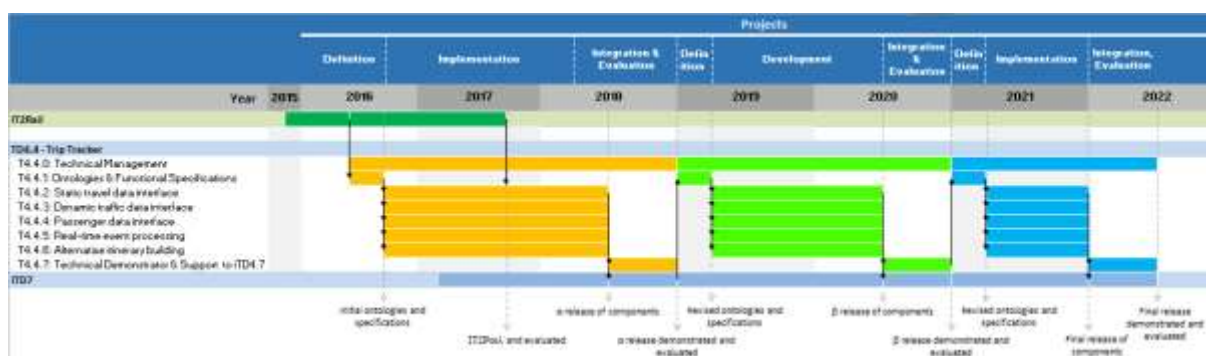 Projects
Definition Implementation Integration & Evaluation Definition Development Integration & Evaluation Definition Implementation Integration, Evaluation
Year 2015 2016 2017 2018 2019 2020 2021 2022
IT2Rail
TD4.4 - Trip Tracker
T4.4.0: Technical Management
T4.4.1: Ontologies & Functional Specifications
T4.4.2: Static travel data interface
T4.4.3: Dynamic traffic data interface
T4.4.4: Passenger data interface
T4.4.5: Real-time event processing
T4.4.6: Alternative itinerary building
T4.4.7: Technical Demonstrator & Support to iTD4.7
ITD7
Initial ontologies and specifications
α release of components
Revised ontologies and specifications
β release of components
Revised ontologies and specifications
Final release demonstrated and evaluated
and evaluated
α release demonstrated and evaluated
β release demonstrated and evaluated
Final release of components